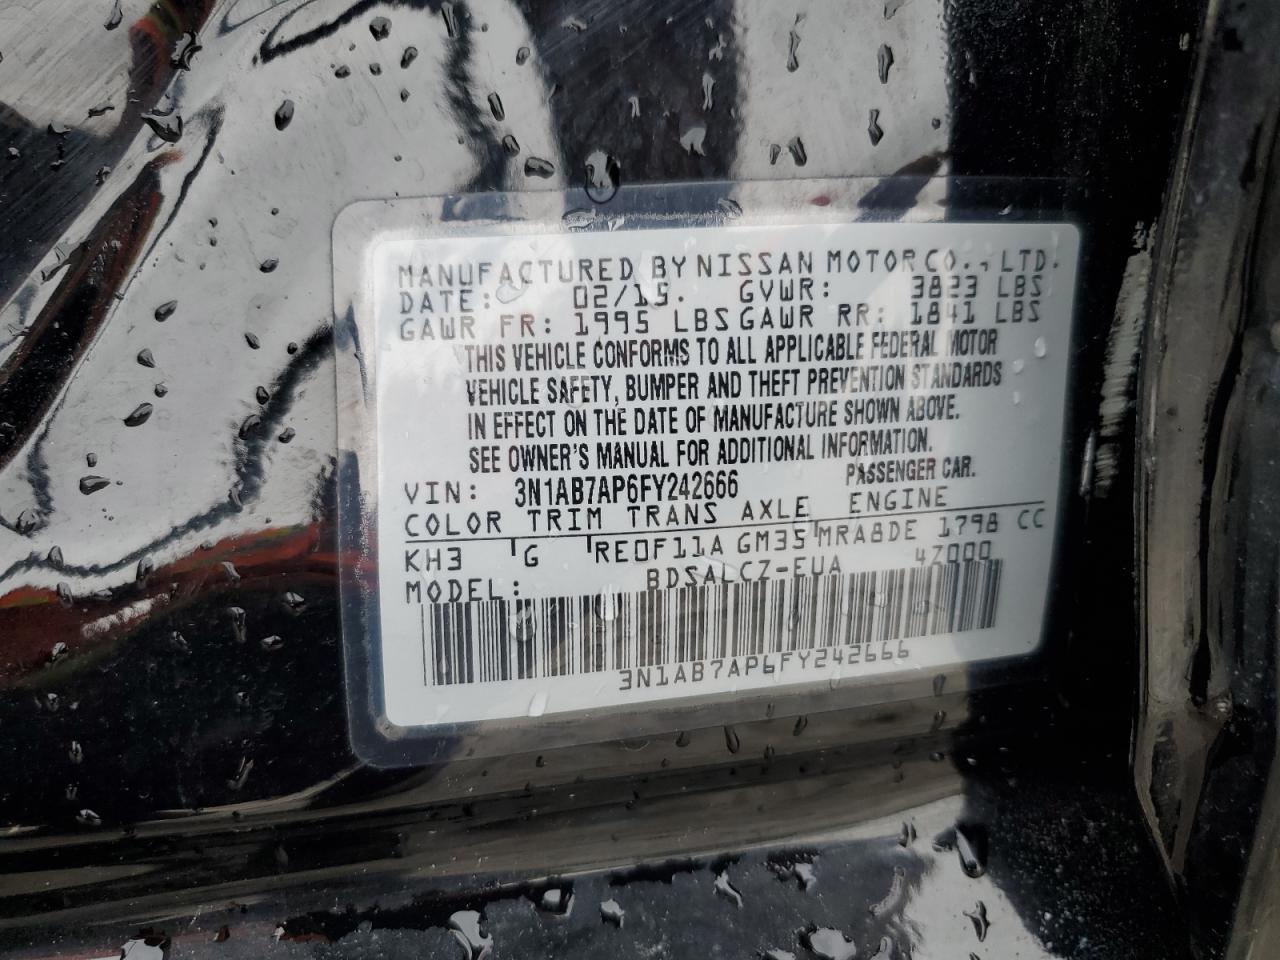 MANUFACTURED BY NISSAN MOTOR CO., LTD.
DATE: 02/15. GVWR: 3823 LBS
GAWR FR: 1995 LBS GAWR RR: 1841 LBS
THIS VEHICLE CONFORMS TO ALL APPLICABLE FEDERAL MOTOR
VEHICLE SAFETY, BUMPER AND THEFT PREVENTION STANDARDS
IN EFFECT ON THE DATE OF MANUFACTURE SHOWN ABOVE.
SEE OWNER'S MANUAL FOR ADDITIONAL INFORMATION.
VIN: 3N1AB7AP6FY242666 PASSENGER CAR.
COLOR TRIM TRANS AXLE ENGINE
KH3 G RE0F11A GM35 MRA8DE 1798 CC
MODEL: BDSALCZ-EUA 4Z000
3N1AB7AP6FY242666